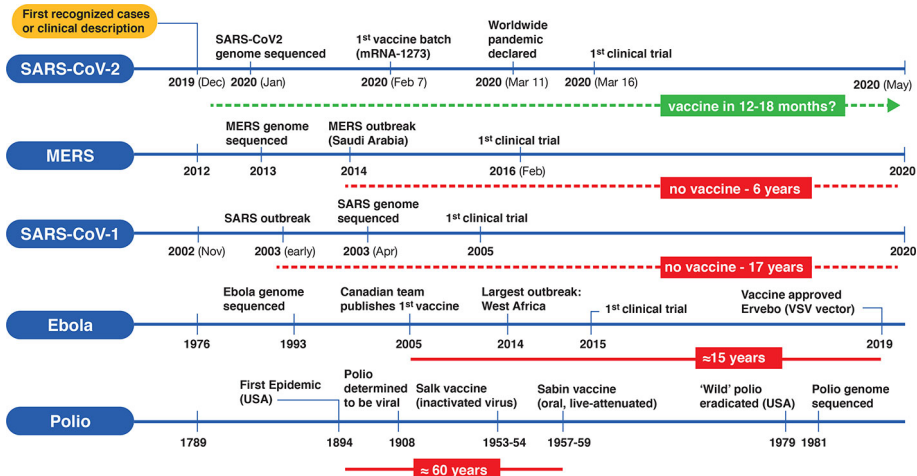 First recognized cases
or clinical description
SARS-CoV2
genome sequenced
1st vaccine batch
(mRNA-1273)
Worldwide
pandemic
declared
1st clinical trial
SARS-CoV-2
2019 (Dec)
2020 (Jan)
2020 (Feb 7)
2020 (Mar 11)
2020 (Mar 16)
2020 (May)
vaccine in 12-18 months?
MERS genome
sequenced
MERS outbreak
(Saudi Arabia)
1st clinical trial
MERS
2012
2013
2014
2016 (Feb)
2020
no vaccine - 6 years
SARS outbreak
SARS genome
sequenced
1st clinical trial
SARS-CoV-1
2002 (Nov)
2003 (early)
2003 (Apr)
2005
2020
no vaccine - 17 years
Ebola genome
sequenced
Canadian team
publishes 1st vaccine
Largest outbreak:
West Africa
1st clinical trial
Vaccine approved
Ervebo (VSV vector)
Ebola
1976
1993
2005
2014
2015
2019
≈15 years
First Epidemic
(USA)
Polio
determined
to be viral
Salk vaccine
(inactivated virus)
Sabin vaccine
(oral, live-attenuated)
‘Wild’ polio
eradicated (USA)
Polio genome
sequenced
Polio
1789
1894
1908
1953-54
1957-59
1979
1981
≈ 60 years